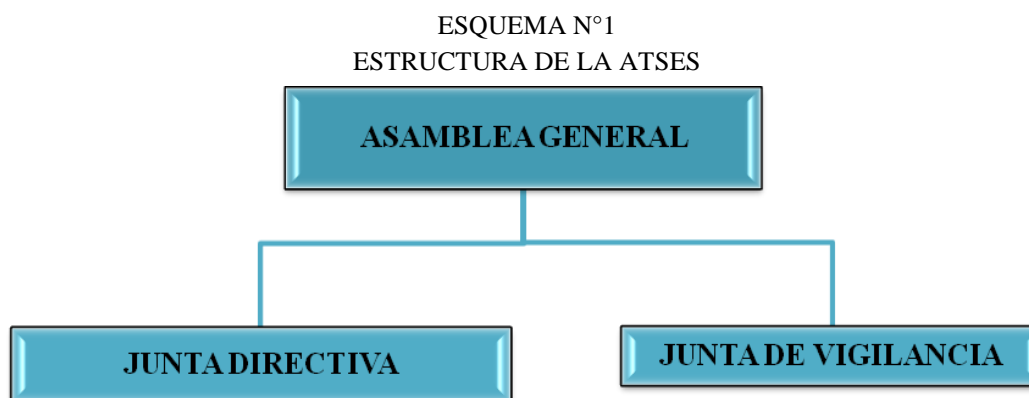 ESQUEMA N°1
ESTRUCTURA DE LA ATSES
ASAMBLEA GENERAL
JUNTA DIRECTIVA
JUNTA DE VIGILANCIA